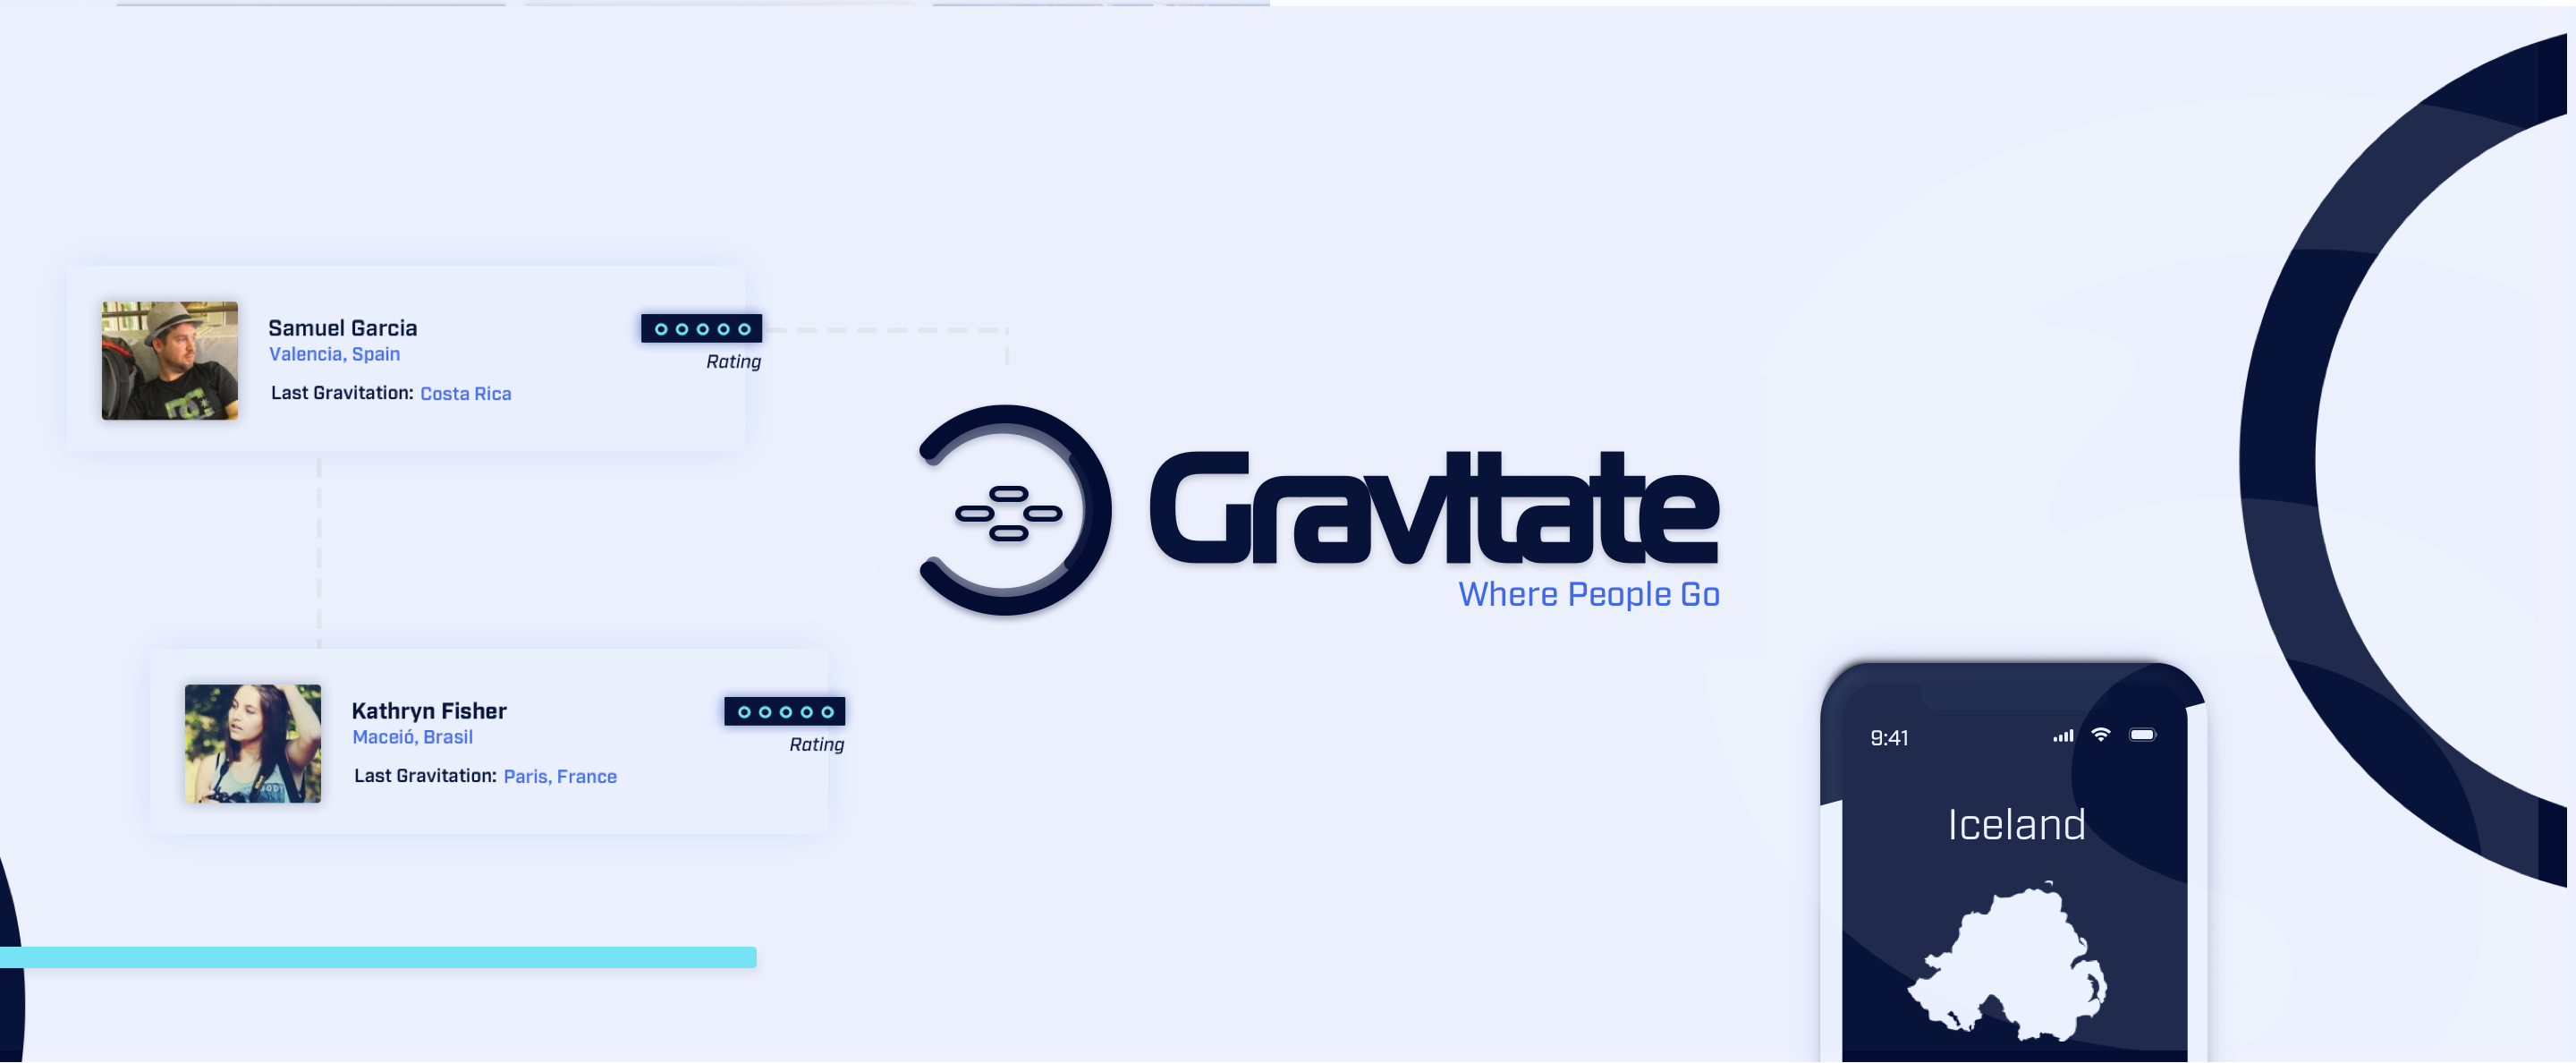 Samuel Garcia
Valencia, Spain
Last Gravitation: Costa Rica
Rating
Gravitate
Where People Go
Kathryn Fisher
Maceió, Brasil
Last Gravitation: Paris, France
Rating
9:41
Iceland